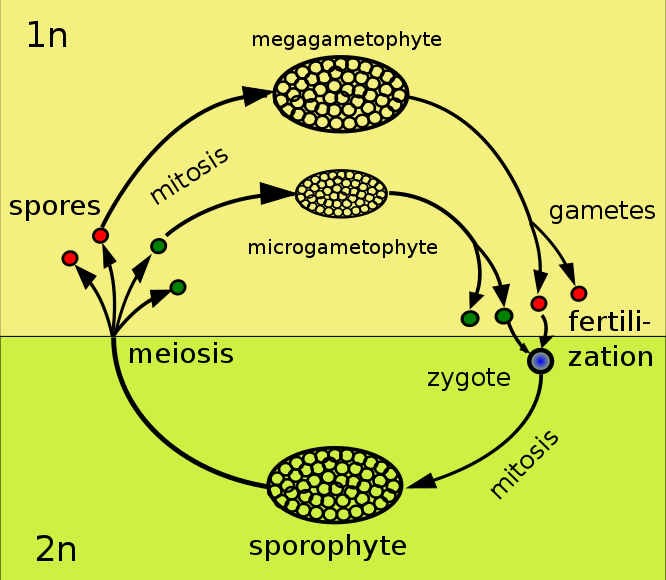 1n
megagametophyte
mitosis
spores
gametes
microgametophyte
fertili-
zation
meiosis
zygote
mitosis
sporophyte
2n